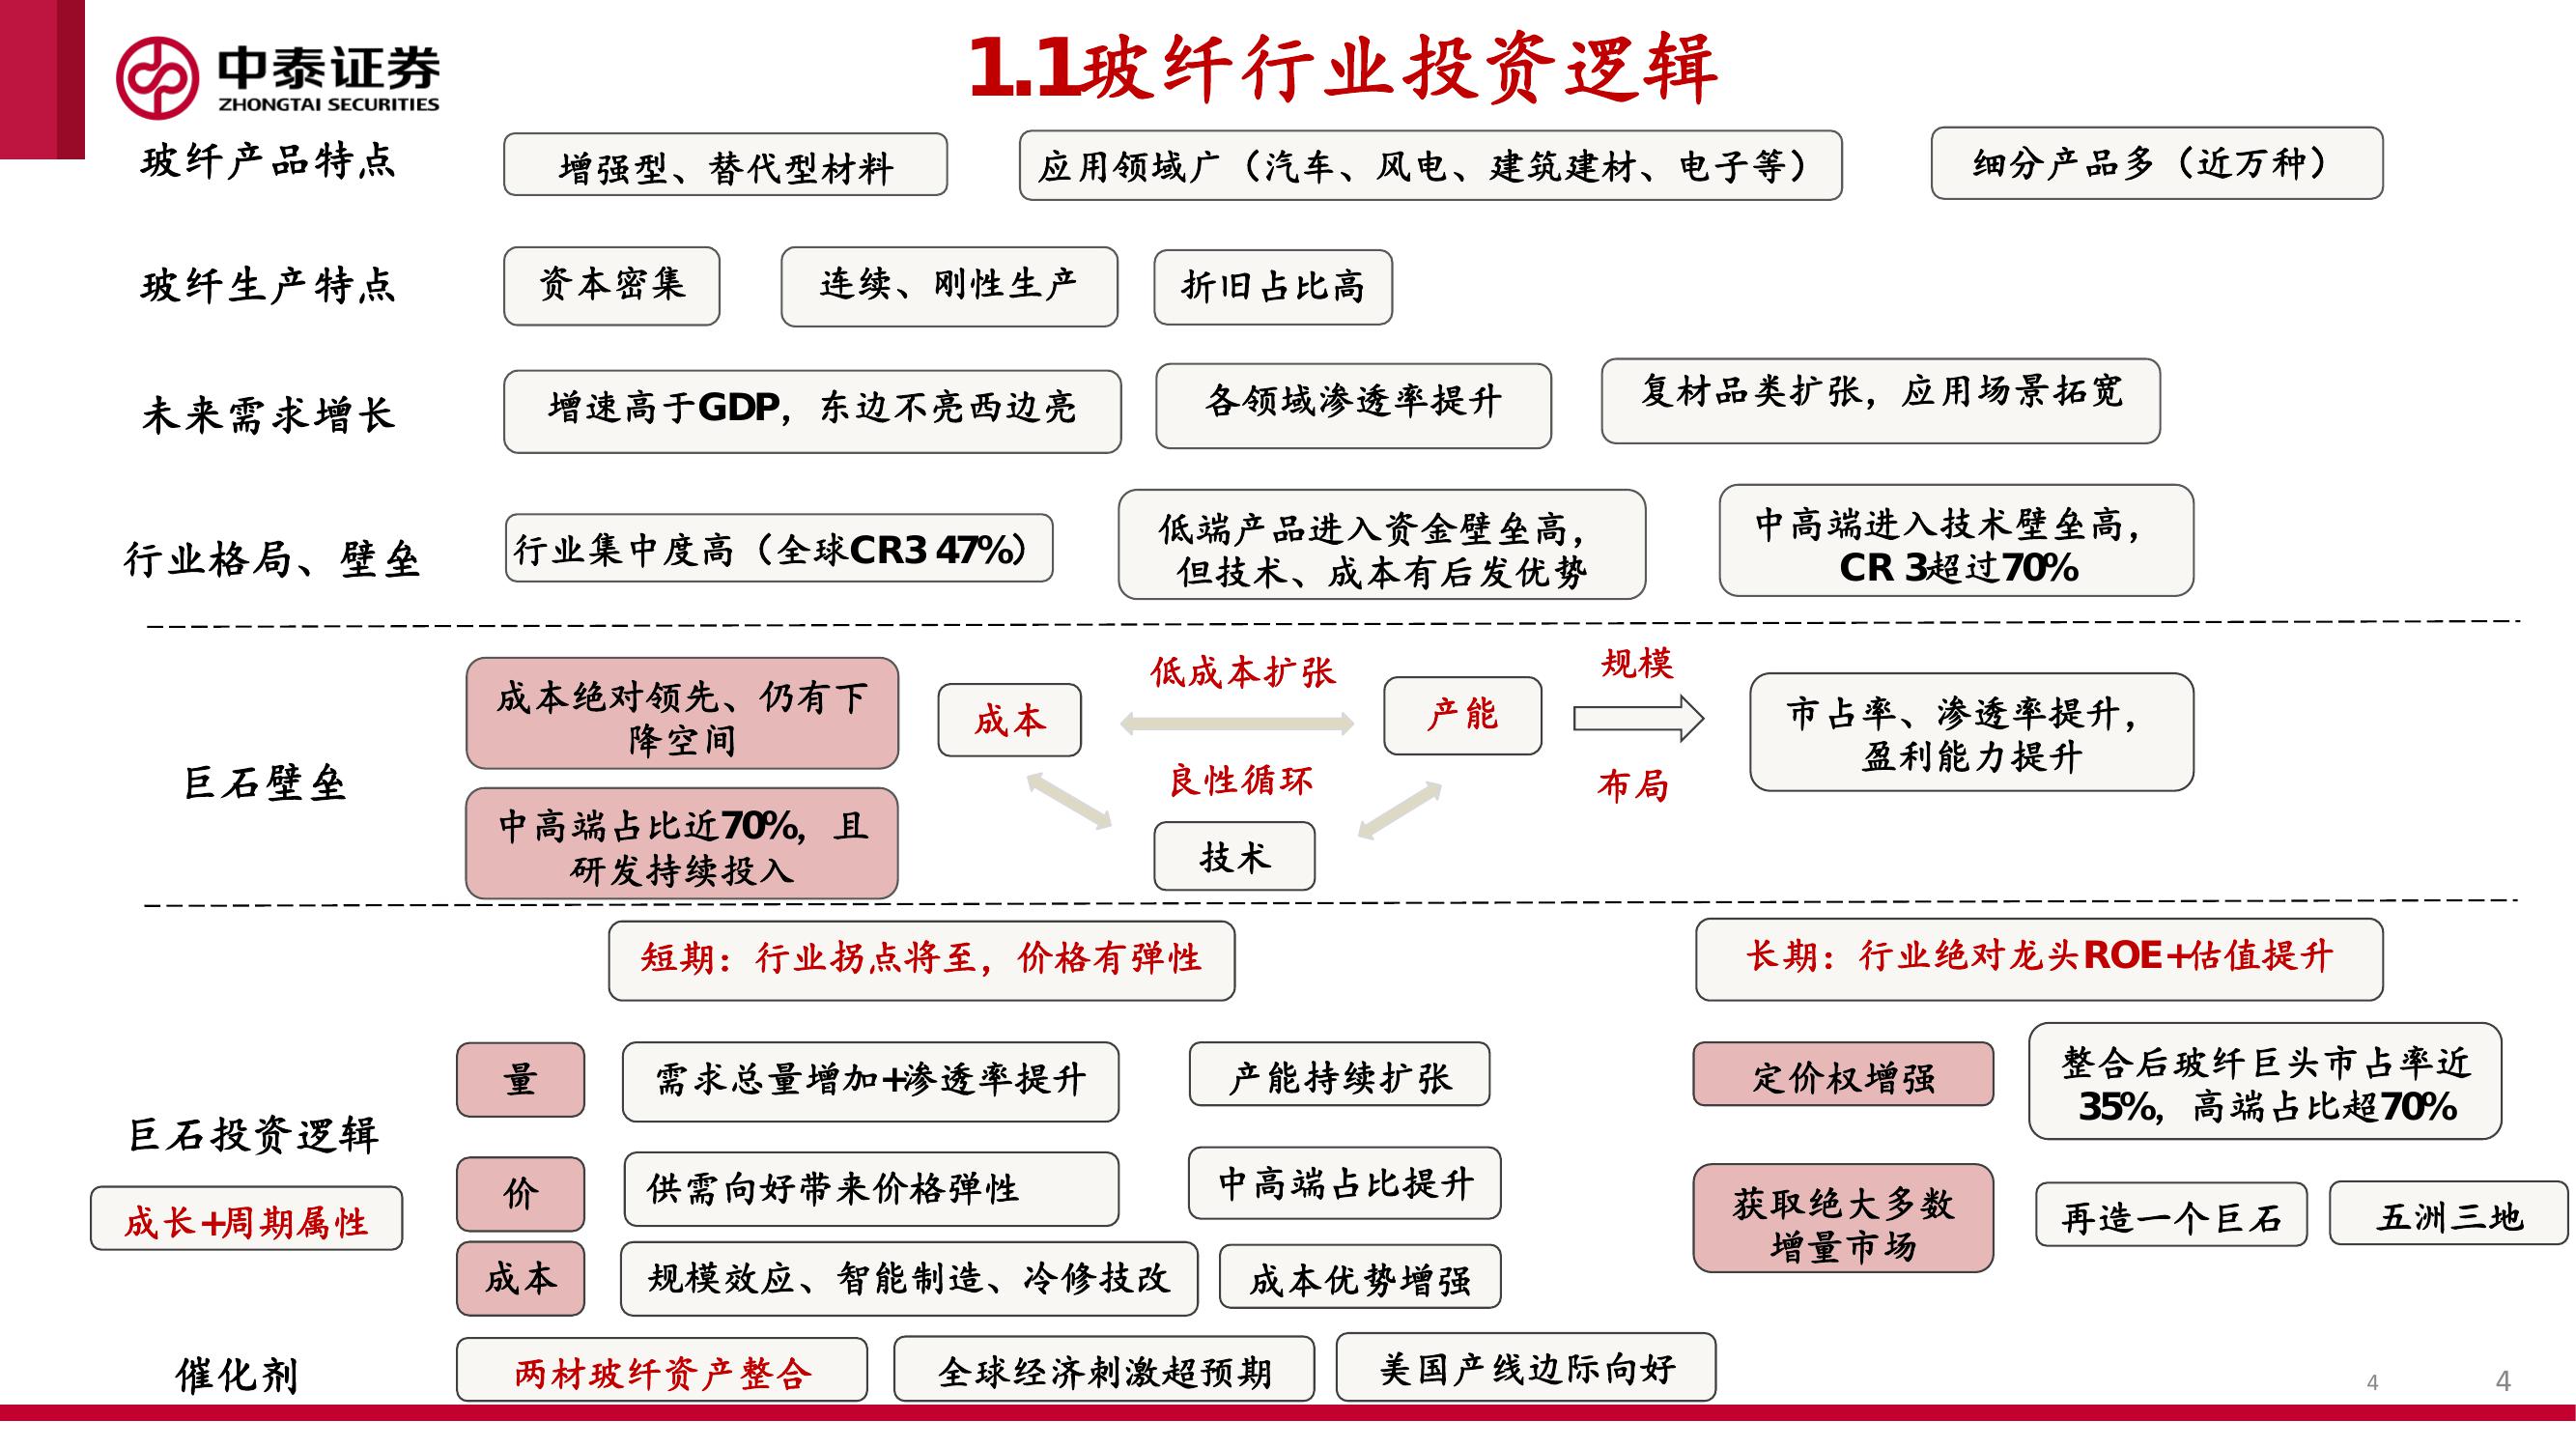 中泰证券
ZHONGTAI SECURITIES
1.1玻纤行业投资逻辑
玻纤产品特点
增强型、替代型材料
应用领域广（汽车、风电、建筑建材、电子等）
细分产品多（近万种）
玻纤生产特点
资本密集
连续、刚性生产
折旧占比高
未来需求增长
增速高于GDP，东边不亮西边亮
各领域渗透率提升
复材品类扩张，应用场景拓宽
行业格局、壁垒
行业集中度高（全球CR3 47%）
低端产品进入资金壁垒高，
但技术、成本有后发优势
中高端进入技术壁垒高，
CR 3超过70%
巨石壁垒
成本绝对领先、仍有下
降空间
中高端占比近70%，且
研发持续投入
成本
低成本扩张
良性循环
产能
技术
规模
布局
市占率、渗透率提升，
盈利能力提升
短期：行业拐点将至，价格有弹性
长期：行业绝对龙头ROE+估值提升
巨石投资逻辑
成长+周期属性
量
需求总量增加+渗透率提升
产能持续扩张
价
供需向好带来价格弹性
中高端占比提升
成本
规模效应、智能制造、冷修技改
成本优势增强
定价权增强
整合后玻纤巨头市占率近
35%，高端占比超70%
获取绝大多数
增量市场
再造一个巨石
五洲三地
催化剂
两材玻纤资产整合
全球经济刺激超预期
美国产线边际向好
4
4